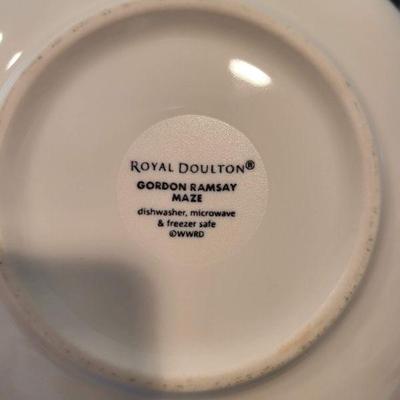 ROYAL DOULTON®
GORDON RAMSAY
MAZE
dishwasher, microwave
& freezer safe
©WWRD